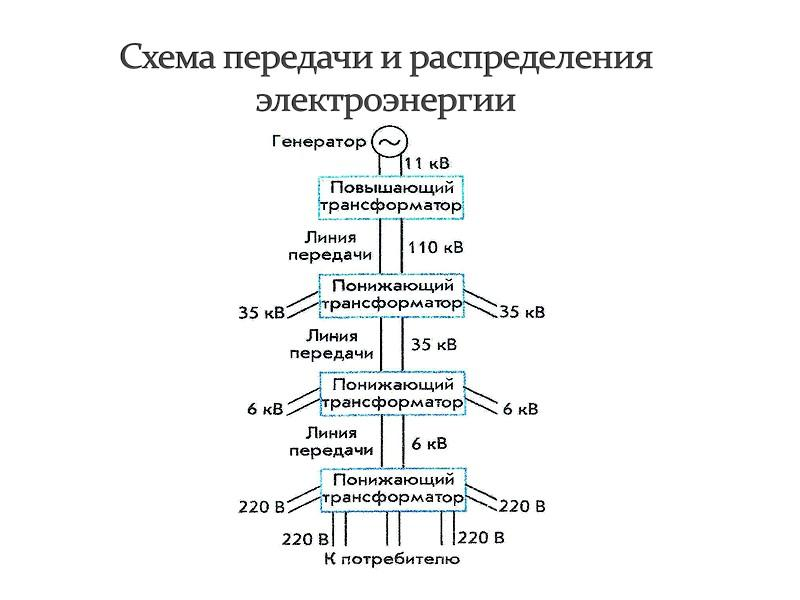 Схема передачи и распределения
электроэнергии
Генератор
11 кВ
Повышающий
трансформатор
Линия
передачи
110 кВ
Понижающий
трансформатор
35 кВ
35 кВ
Линия
передачи
35 кВ
Понижающий
трансформатор
6 кВ
6 кВ
Линия
передачи
6 кВ
Понижающий
трансформатор
220 В
220 В
220 В
220 В
К потребителю